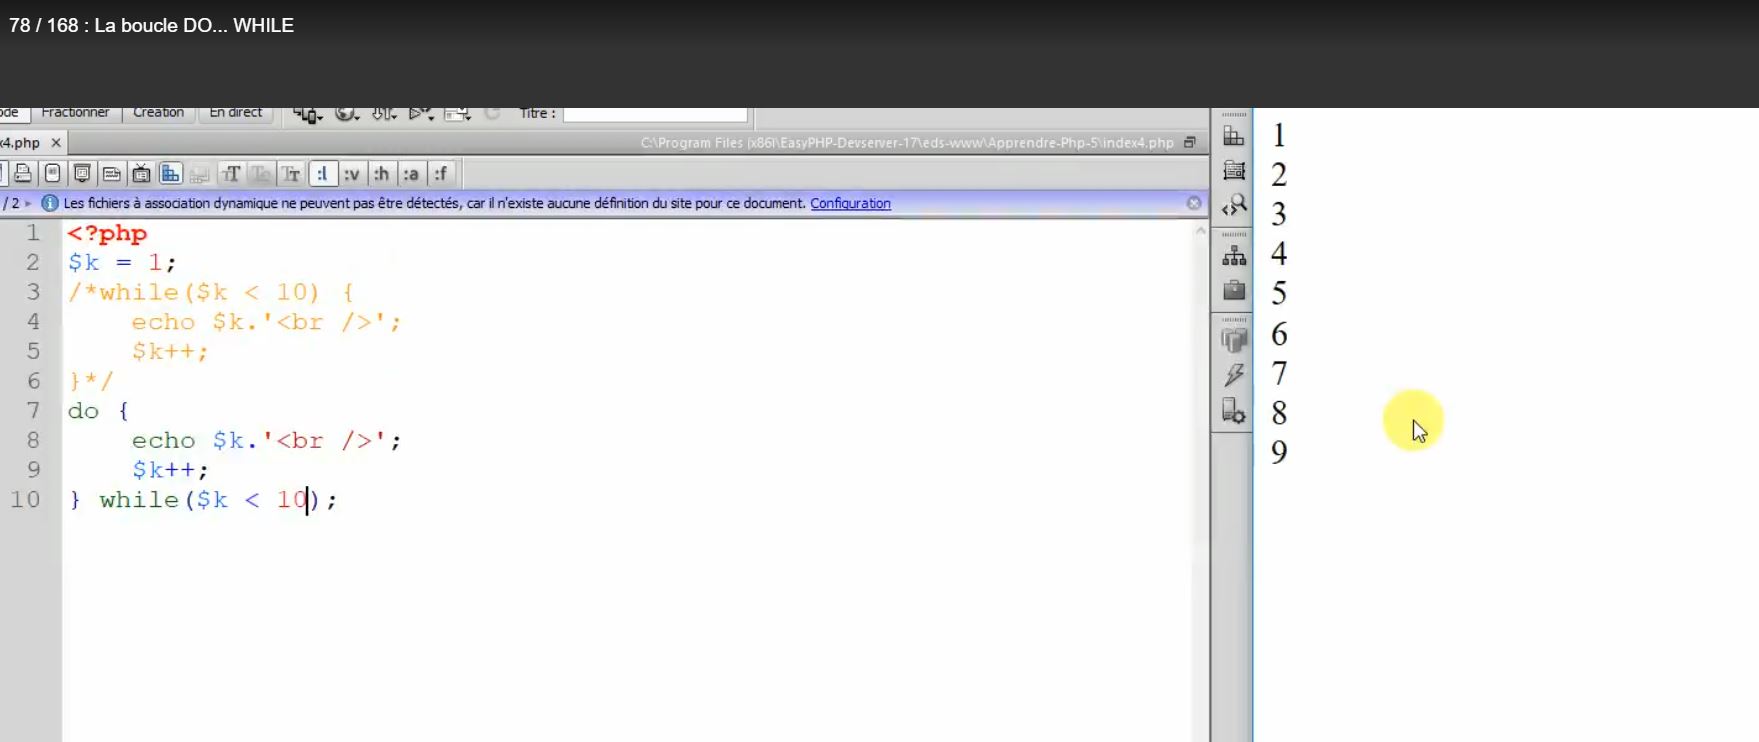 78 / 168 : La boucle DO... WHILE
Fractionner Création En direct Titre :
x4.php × C:\Program Files (x86)\EasyPHP-Devserver-17\eds-www\Apprendre-Php-5\index4.php
:l :v :h :a :f
/ 2 Les fichiers à association dynamique ne peuvent pas être détectés, car il n'existe aucune définition du site pour ce document. Configuration
1 <?php
2 $k = 1;
3 /*while($k < 10) {
4 echo $k.'<br />';
5 $k++;
6 }*/
7 do {
8 echo $k.'<br />';
9 $k++;
10 } while($k < 10);
1
2
3
4
5
6
7
8
9